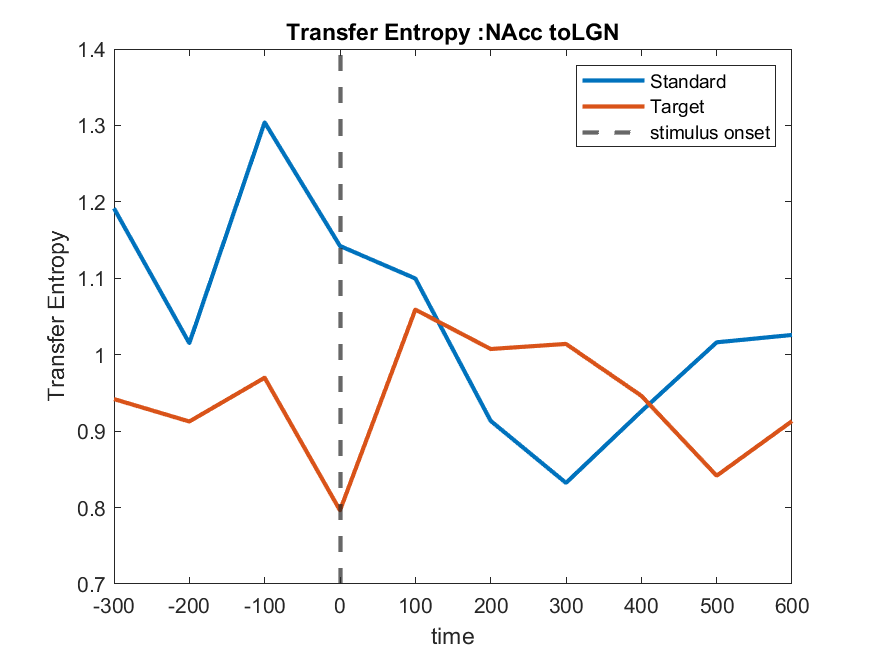 Transfer Entropy :NAcc toLGN
1.4
1.3
1.2
1.1
1
0.9
0.8
0.7
Transfer Entropy
Standard
Target
stimulus onset
-300 -200 -100 0 100 200 300 400 500 600
time